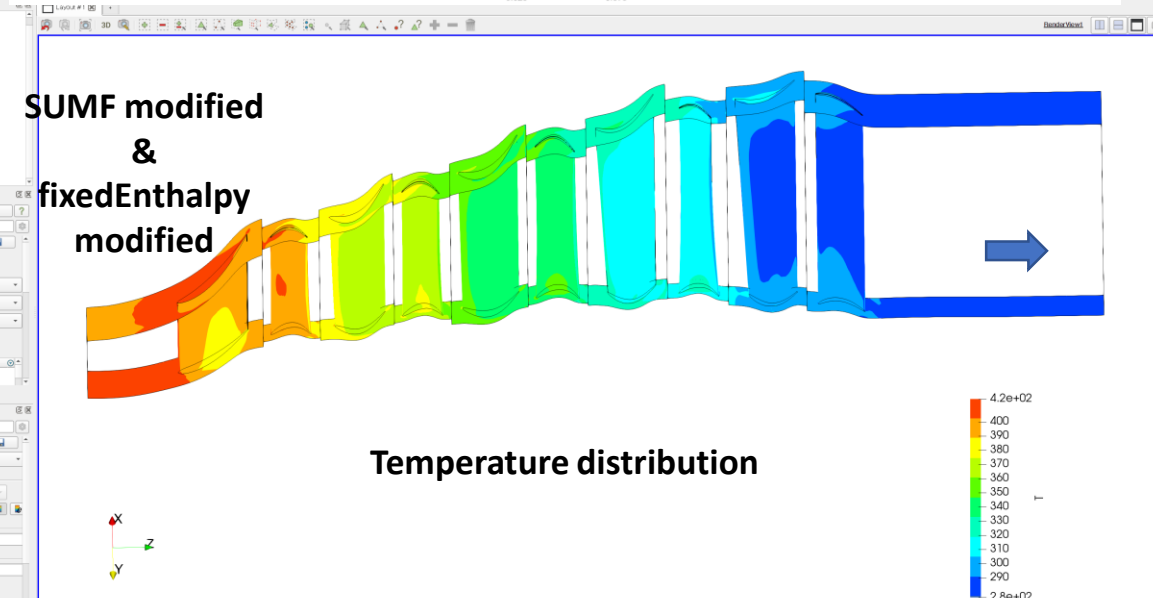 Layout #1
3D
RenderView1
SUMF modified
&
fixedEnthalpy
modified
Temperature distribution
4.2e+02
400
390
380
370
360
350
340
330
320
310
300
290
2.8e+02
T
X
Z
Y